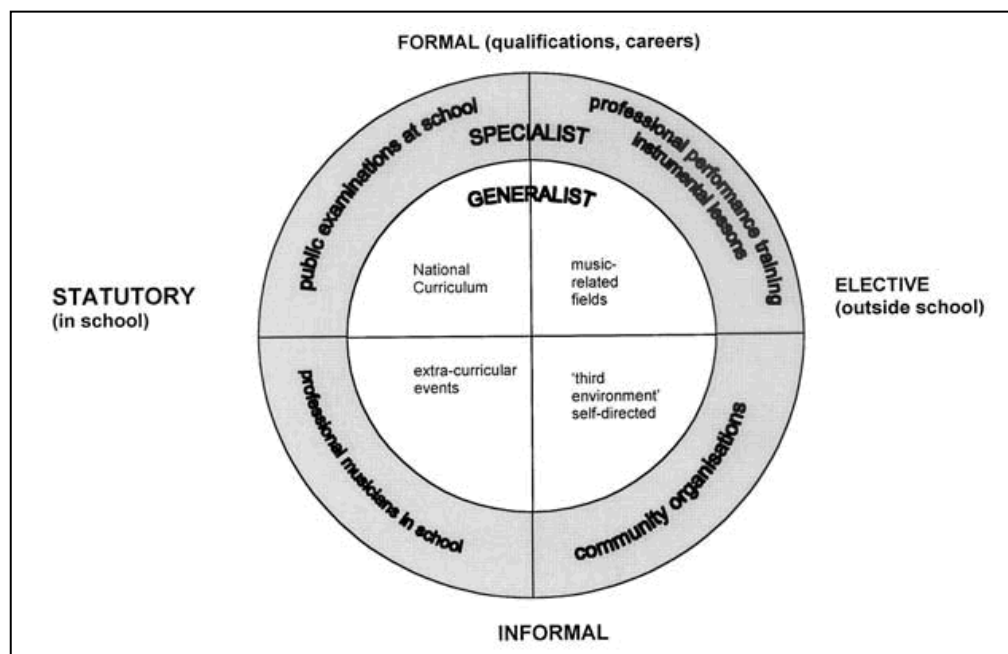 FORMAL (qualifications, careers)
public examinations at school
SPECIALIST
professional performance training
instrumental lessons
GENERALIST
National
Curriculum
music-
related
fields
STATUTORY
(in school)
ELECTIVE
(outside school)
extra-curricular
events
'third
environment'
self-directed
professional musicians in school
community organisations
INFORMAL